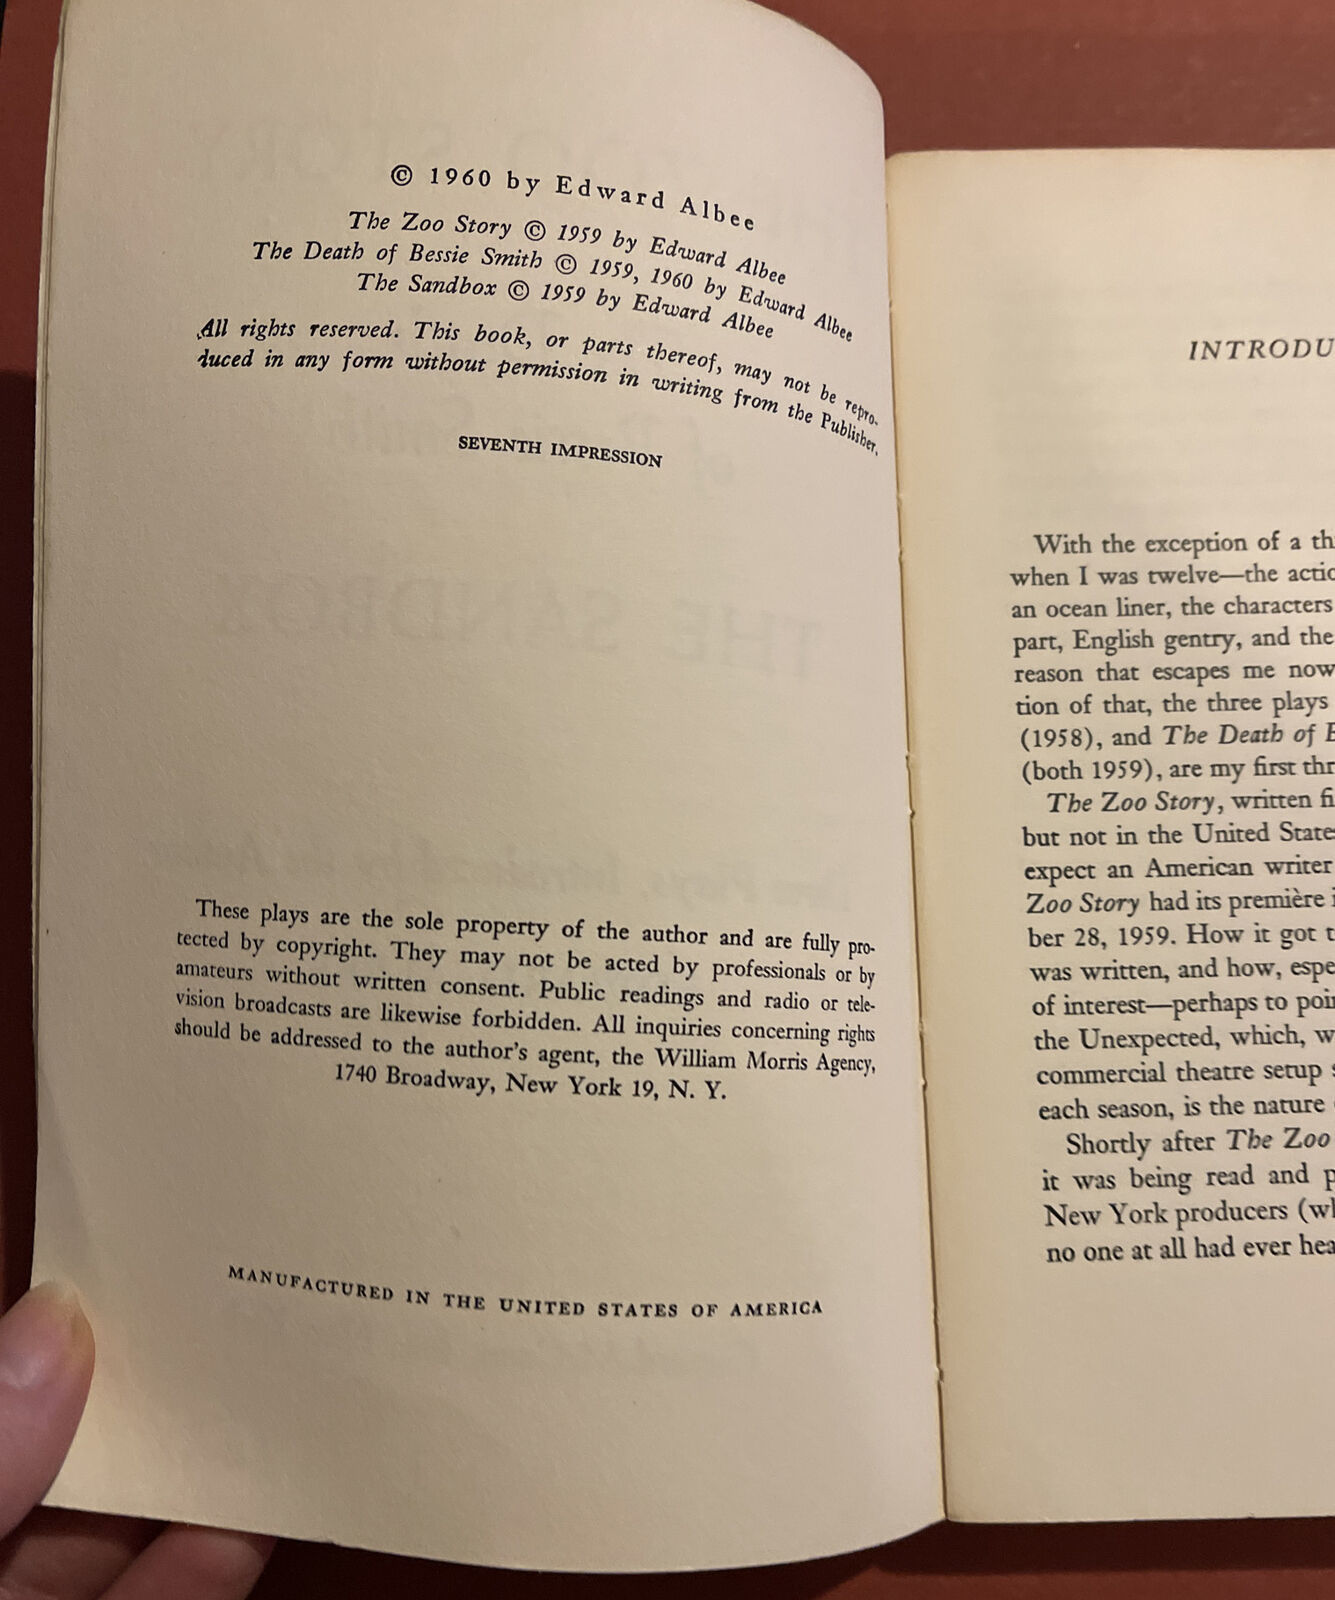 © 1960 by Edward Albee
The Zoo Story © 1959 by Edward Albee
The Death of Bessie Smith © 1959, 1960 by Edward Albee
The Sandbox © 1959 by Edward Albee
All rights reserved. This book, or parts thereof, may not be repro-
duced in any form without permission in writing from the Publisher.
SEVENTH IMPRESSION
These plays are the sole property of the author and are fully pro-
tected by copyright. They may not be acted by professionals or by
amateurs without written consent. Public readings and radio or tele-
vision broadcasts are likewise forbidden. All inquiries concerning rights
should be addressed to the author's agent, the William Morris Agency,
1740 Broadway, New York 19, N. Y.
MANUFACTURED IN THE UNITED STATES OF AMERICA
INTRODU
With the exception of a th
when I was twelve—the actio
an ocean liner, the characters
part, English gentry, and the
reason that escapes me now
tion of that, the three plays
(1958), and The Death of B
(both 1959), are my first thr
The Zoo Story, written fi
but not in the United State
expect an American writer
Zoo Story had its première i
ber 28, 1959. How it got t
was written, and how, espe
of interest—perhaps to poi
the Unexpected, which, w
commercial theatre setup s
each season, is the nature
Shortly after The Zoo
it was being read and p
New York producers (wh
no one at all had ever hea